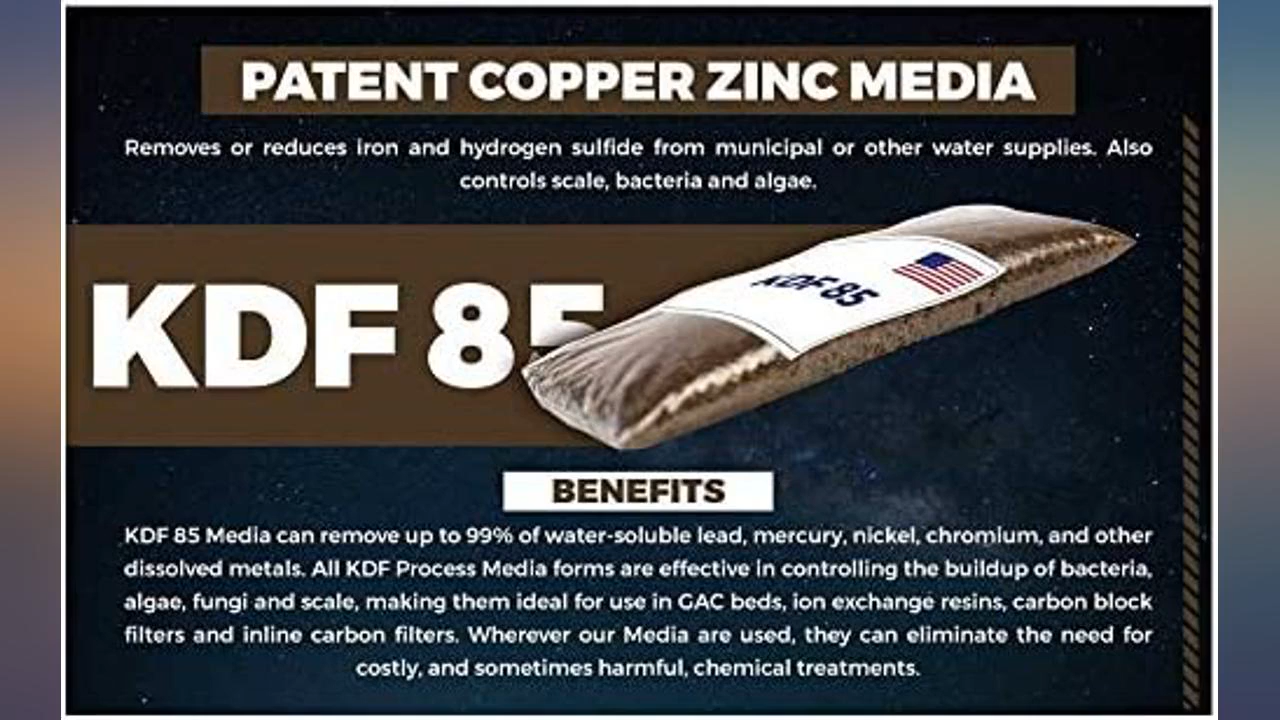 PATENT COPPER ZINC MEDIA
Removes or reduces iron and hydrogen sulfide from municipal or other water supplies. Also
controls scale, bacteria and algae.
KDF 85
KDF 85
BENEFITS
KDF 85 Media can remove up to 99% of water-soluble lead, mercury, nickel, chromium, and other
dissolved metals. All KDF Process Media forms are effective in controlling the buildup of bacteria,
algae, fungi and scale, making them ideal for use in GAC beds, ion exchange resins, carbon block
filters and inline carbon filters. Wherever our Media are used, they can eliminate the need for
costly, and sometimes harmful, chemical treatments.